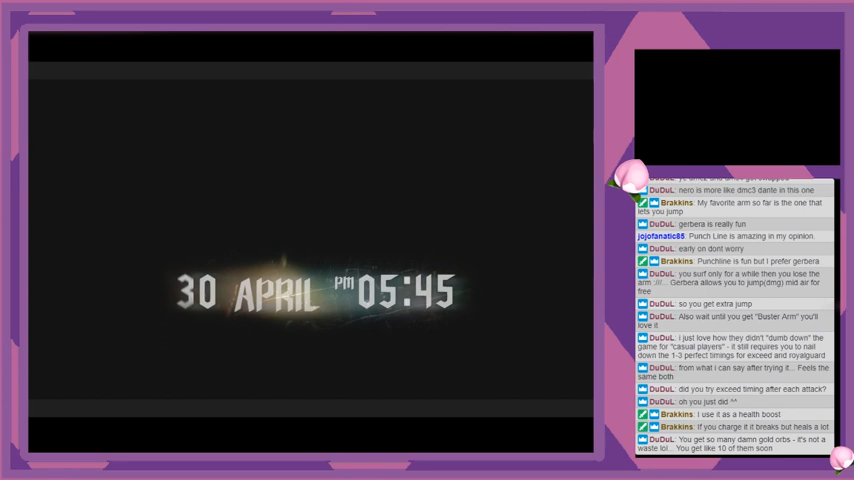 30 APRIL PM 05:45
DuDuL: nero is more like dmc3 dante in this one
Brakkins: My favorite arm so far is the one that
lets you jump
DuDuL: gerbera is really fun
jojofanatic85: Punch Line is amazing in my opinion.
DuDuL: early on dont worry
Brakkins: Punchline is fun but I prefer gerbera
DuDuL: you surf only for a while then you lose the
arm :///... Gerbera allows you to jump(dmg) mid air for
free
DuDuL: so you get extra jump
DuDuL: Also wait until you get "Buster Arm" you'll
love it
DuDuL: i just love how they didn't "dumb down" the
game for "casual players" - it still requires you to nail
down the 1-3 perfect timings for exceed and royalguard
DuDuL: from what i can say after trying it... Feels the
same both
DuDuL: did you try exceed timing after each attack?
DuDuL: oh you just did ^^
Brakkins: I use it as a health boost
Brakkins: If you charge it it breaks but heals a lot
DuDuL: You get so many damn gold orbs - it's not a
waste lol... You get like 10 of them soon